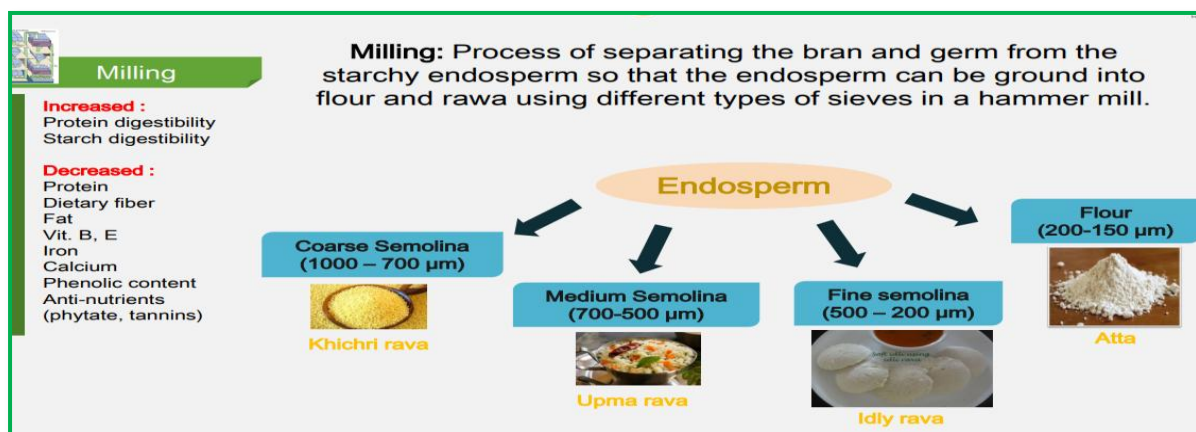 Milling
Increased :
Protein digestibility
Starch digestibility
Decreased :
Protein
Dietary fiber
Fat
Vit. B, E
Iron
Calcium
Phenolic content
Anti-nutrients
(phytate, tannins)
Milling: Process of separating the bran and germ from the
starchy endosperm so that the endosperm can be ground into
flour and rawa using different types of sieves in a hammer mill.
Endosperm
Coarse Semolina
(1000 – 700 µm)
Khichri rava
Medium Semolina
(700-500 µm)
Upma rava
Fine semolina
(500 – 200 µm)
Idly rava
Flour
(200-150 µm)
Atta